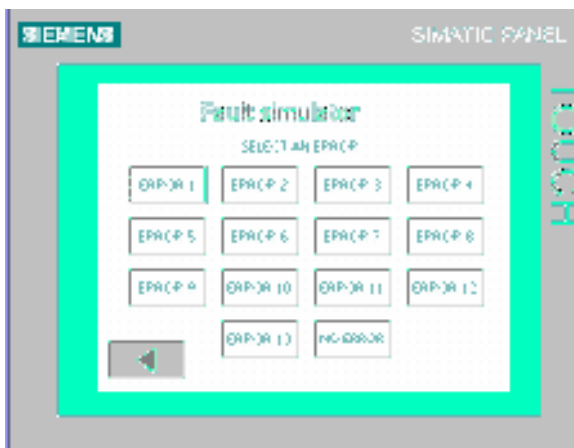 SIEMENS
SIMATIC PANEL
TOUCH
Fault simulator
SELECT AN ERROR
ERROR 1 ERROR 2 ERROR 3 ERROR 4
ERROR 5 ERROR 6 ERROR 7 ERROR 8
ERROR 9 ERROR 10 ERROR 11 ERROR 12
ERROR 13 NO ERROR